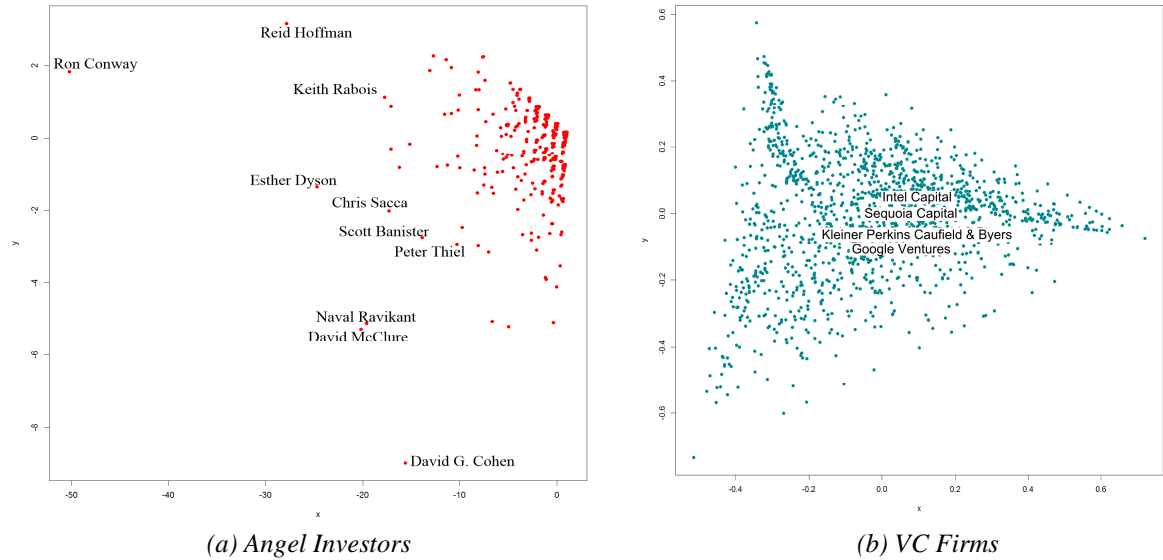 Reid Hoffman
Ron Conway
Keith Rabois
Esther Dyson
Chris Sacca
Scott Banister
Peter Thiel
Naval Ravikant
David McClure
David G. Cohen
2
0
-2
-4
-6
-8
y
-50
-40
-30
-20
-10
0
x
(a) Angel Investors
Intel Capital
Sequoia Capital
Kleiner Perkins Caufield & Byers
Google Ventures
0.6
0.4
0.2
0.0
-0.2
-0.4
-0.6
y
-0.4
-0.2
0.0
0.2
0.4
0.6
x
(b) VC Firms